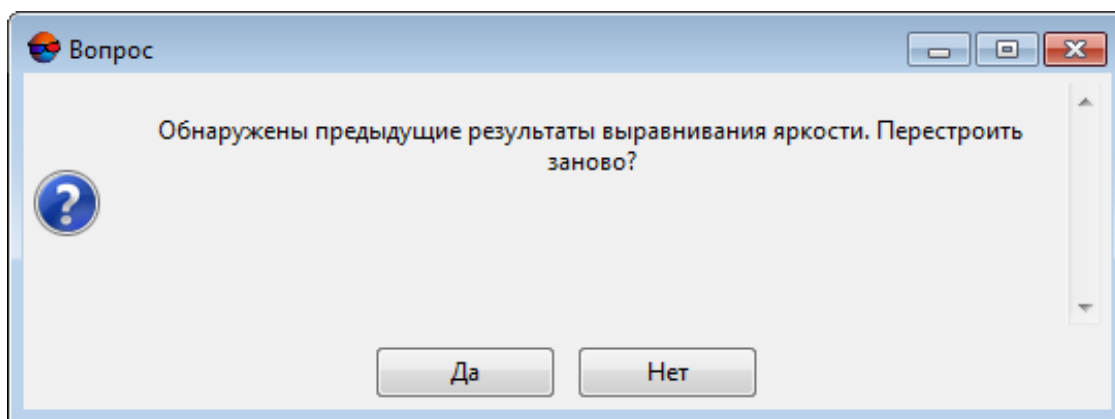 Вопрос
Обнаружены предыдущие результаты выравнивания яркости. Перестроить
заново?
Да
Нет